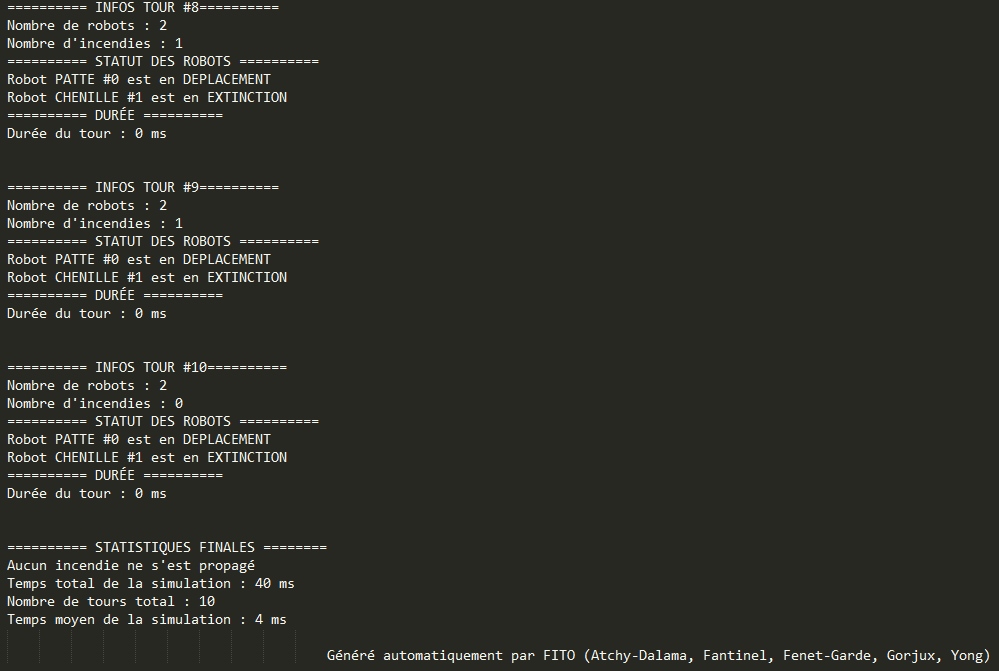 ========== INFOS TOUR #8==========
Nombre de robots : 2
Nombre d'incendies : 1
========== STATUT DES ROBOTS ==========
Robot PATTE #0 est en DEPLACEMENT
Robot CHENILLE #1 est en EXTINCTION
========== DURÉE ==========
Durée du tour : 0 ms
========== INFOS TOUR #9==========
Nombre de robots : 2
Nombre d'incendies : 1
========== STATUT DES ROBOTS ==========
Robot PATTE #0 est en DEPLACEMENT
Robot CHENILLE #1 est en EXTINCTION
========== DURÉE ==========
Durée du tour : 0 ms
========== INFOS TOUR #10==========
Nombre de robots : 2
Nombre d'incendies : 0
========== STATUT DES ROBOTS ==========
Robot PATTE #0 est en DEPLACEMENT
Robot CHENILLE #1 est en EXTINCTION
========== DURÉE ==========
Durée du tour : 0 ms
========== STATISTIQUES FINALES ========
Aucun incendie ne s'est propagé
Temps total de la simulation : 40 ms
Nombre de tours total : 10
Temps moyen de la simulation : 4 ms
Généré automatiquement par FITO (Atchy-Dalama, Fantinel, Fenet-Garde, Gorjux, Yong)